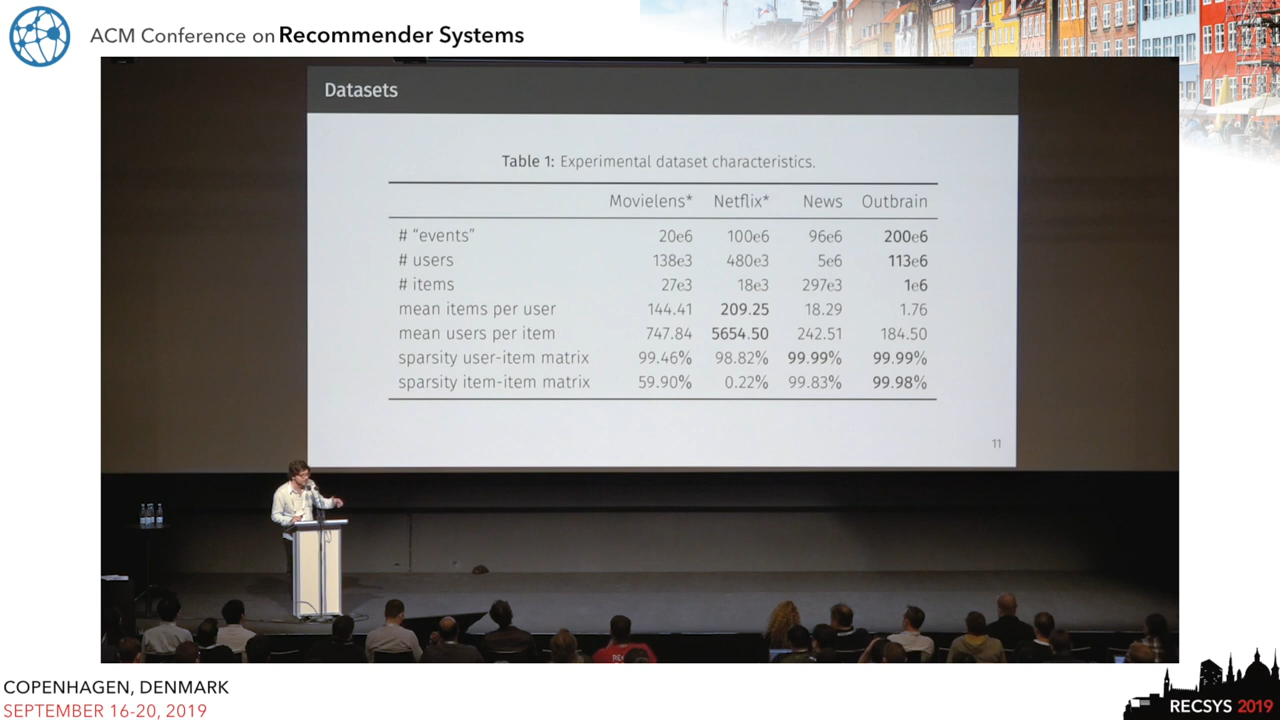 ACM Conference on Recommender Systems
Datasets
Table 1: Experimental dataset characteristics.
Movielens* Netflix* News Outbrain
# “events” 20e6 100e6 96e6 200e6
# users 138e3 480e3 5e6 113e6
# items 27e3 18e3 297e3 1e6
mean items per user 144.41 209.25 18.29 1.76
mean users per item 747.84 5654.50 242.51 184.50
sparsity user-item matrix 99.46% 98.82% 99.99% 99.99%
sparsity item-item matrix 59.90% 0.22% 99.83% 99.98%
11
COPENHAGEN, DENMARK
SEPTEMBER 16-20, 2019
RECSYS 2019